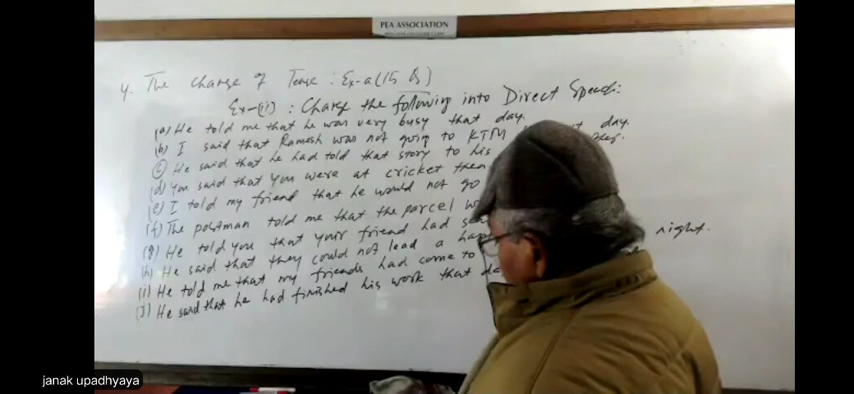 PEA ASSOCIATION
4. The Change of Tense : Ex-a (15 Qs)
Ex-(i) : Change the following into Direct Speech:
(a) He told me that he was very busy that day.
(b) I said that Ramesh was not going to KTM day.
(c) He said that he had told that story to his
(d) You said that you were at cricket then
(e) I told my friend that he would not go
(f) The postman told me that the parcel
(g) He told you that your friend had night.
(h) He said that they could not lead a
(i) He told me that my friends had come to
(j) He said that he had finished his work that
janak upadhyaya